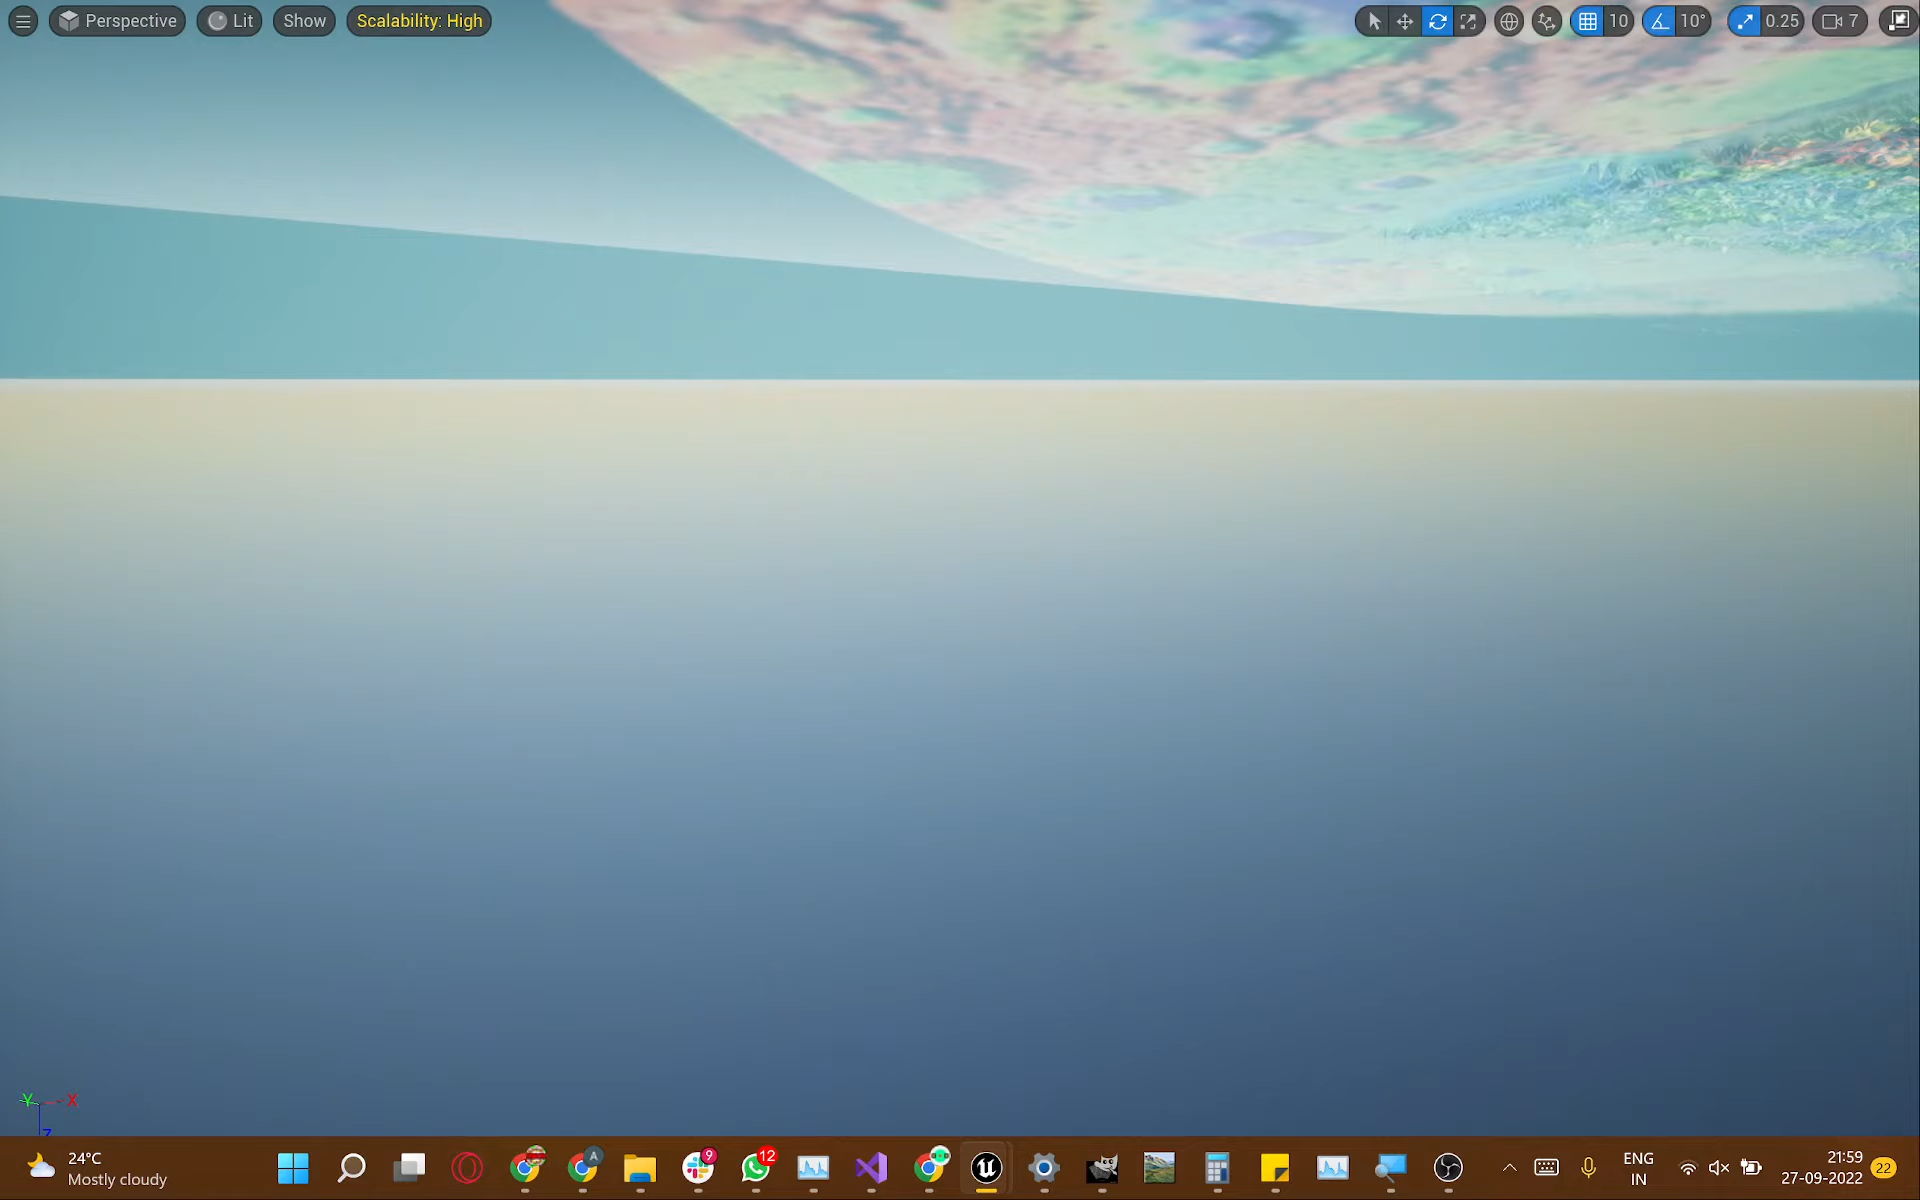 Perspective
Lit
Show
Scalability: High
10
10°
0.25
7
Y
X
Z
24°C
Mostly cloudy
A
9
12
ENG
IN
21:59
27-09-2022
22